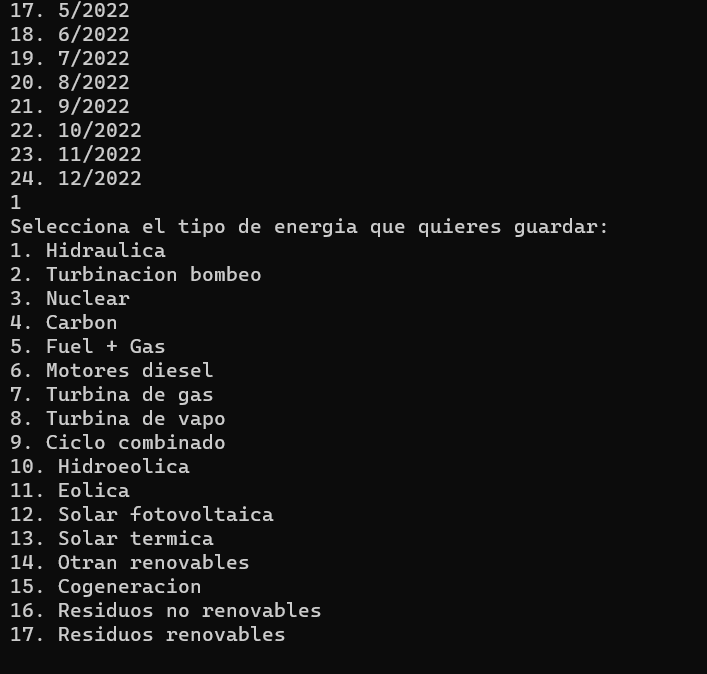 17. 5/2022
18. 6/2022
19. 7/2022
20. 8/2022
21. 9/2022
22. 10/2022
23. 11/2022
24. 12/2022
1
Selecciona el tipo de energia que quieres guardar:
1. Hidraulica
2. Turbinacion bombeo
3. Nuclear
4. Carbon
5. Fuel + Gas
6. Motores diesel
7. Turbina de gas
8. Turbina de vapo
9. Ciclo combinado
10. Hidroeolica
11. Eolica
12. Solar fotovoltaica
13. Solar termica
14. Otran renovables
15. Cogeneracion
16. Residuos no renovables
17. Residuos renovables